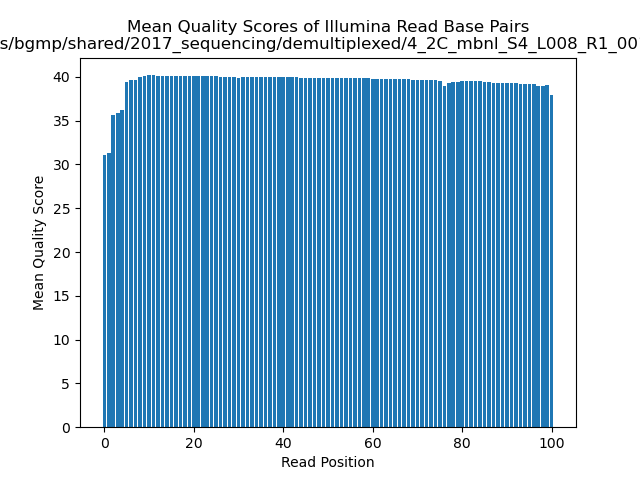 Mean Quality Scores of Illumina Read Base Pairs
s/bgmp/shared/2017_sequencing/demultiplexed/4_2C_mbnl_S4_L008_R1_00
40
35
30
25
20
15
10
5
0
Mean Quality Score
0 20 40 60 80 100
Read Position